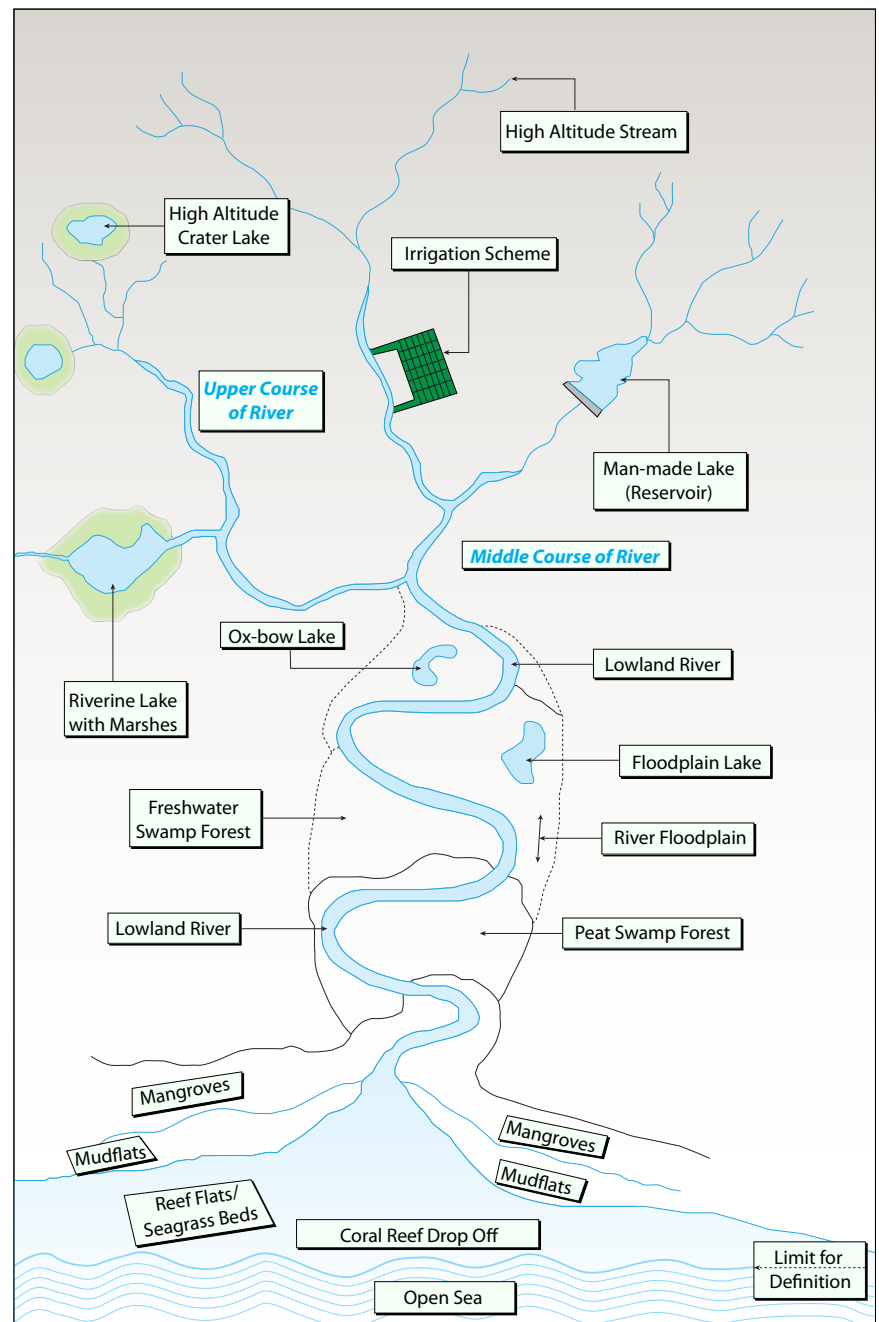 High Altitude Stream
High Altitude
Crater Lake
Irrigation Scheme
Upper Course
of River
Man-made Lake
(Reservoir)
Middle Course of River
Ox-bow Lake
Lowland River
Riverine Lake
with Marshes
Floodplain Lake
Freshwater
Swamp Forest
River Floodplain
Lowland River
Peat Swamp Forest
Mangroves
Mangroves
Mudflats
Mudflats
Reef Flats/
Seagrass Beds
Coral Reef Drop Off
Limit for
Definition
Open Sea